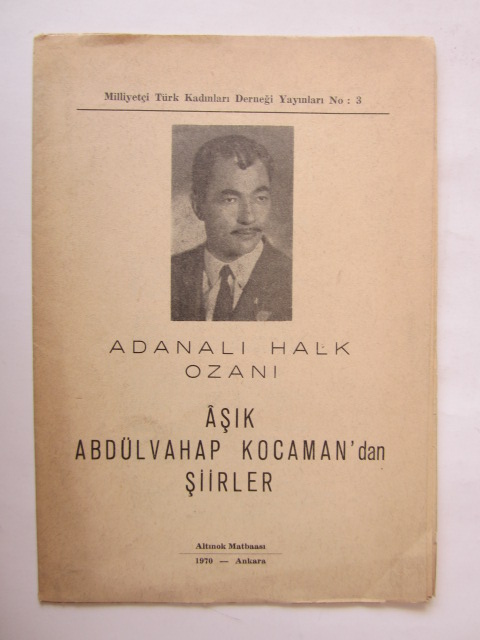 Milliyetçi Türk Kadınları Derneği Yayınları No : 3
ADANALI HALK
OZANI
ÂŞIK
ABDÜLVAHAP KOCAMAN'dan
ŞİİRLER
Altınok Matbaası
1970 — Ankara